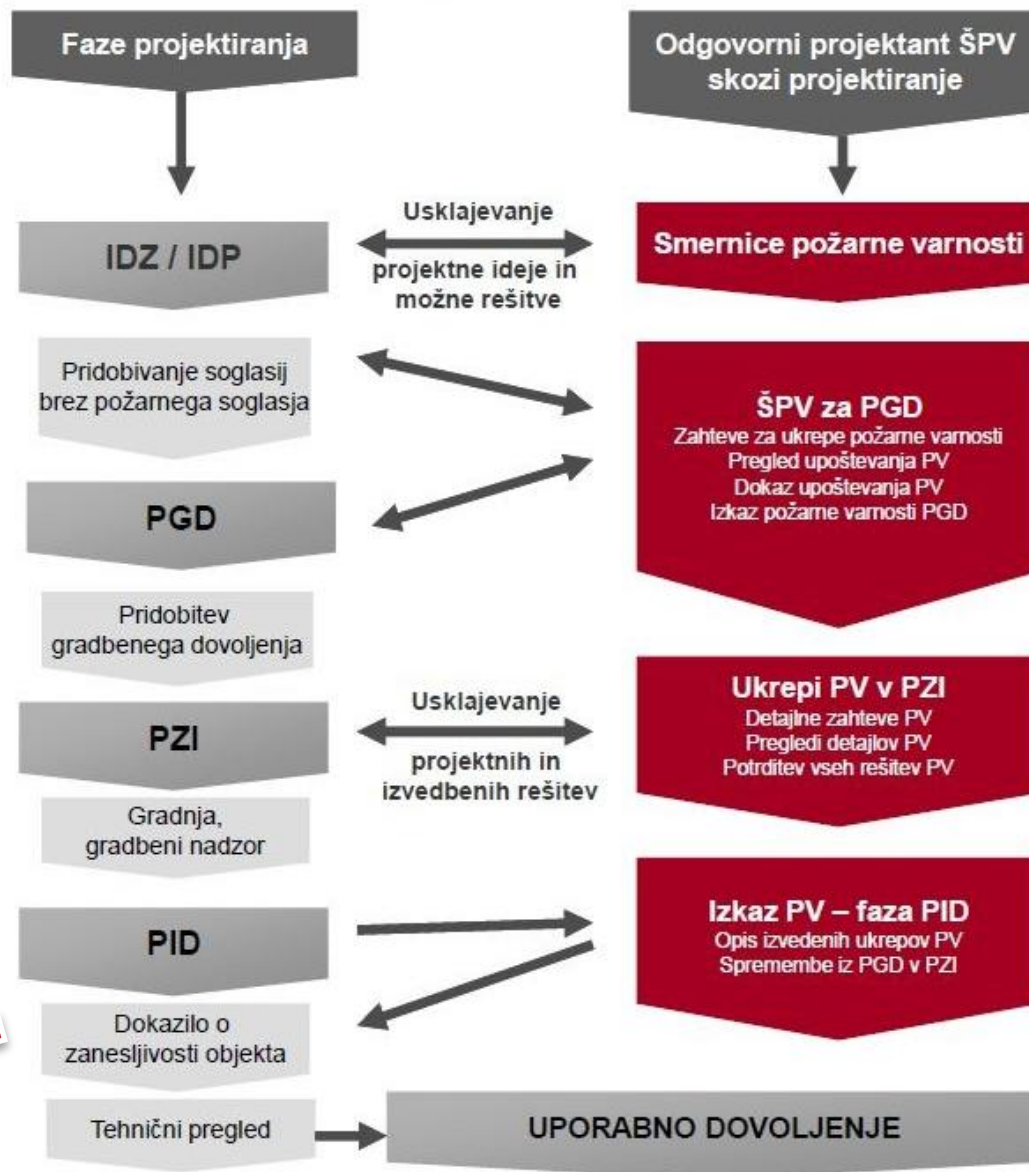 Faze projektiranja
Odgovorni projektant ŠPV
skozi projektiranje
IDZ / IDP
Usklajevanje
projektne ideje in
možne rešitve
Smernice požarne varnosti
Pridobivanje soglasij
brez požarnega soglasja
ŠPV za PGD
Zahteve za ukrepe požarne varnosti
Pregled upoštevanja PV
Dokaz upoštevanja PV
Izkaz požarne varnosti PGD
PGD
Pridobitev
gradbenega dovoljenja
PZI
Usklajevanje
projektnih in
izvedbenih rešitev
Ukrepi PV v PZI
Detajlne zahteve PV
Pregledi detajlov PV
Potrditev vseh rešitev PV
Gradnja,
gradbeni nadzor
PID
Izkaz PV – faza PID
Opis izvedenih ukrepov PV
Spremembe iz PGD v PZI
Dokazilo o
zanesljivosti objekta
Tehnični pregled
UPORABNO DOVOLJENJE